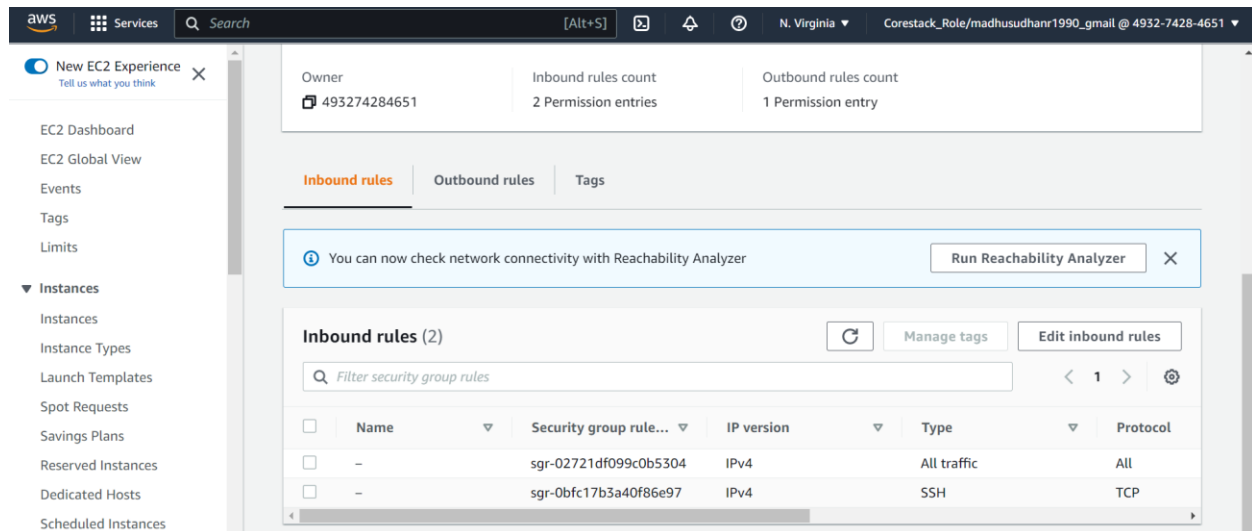 aws Services Search [Alt+S] N. Virginia Corestack_Role/madhusudhanr1990_gmail @ 4932-7428-4651
New EC2 Experience
Tell us what you think
EC2 Dashboard
EC2 Global View
Events
Tags
Limits
Instances
Instances
Instance Types
Launch Templates
Spot Requests
Savings Plans
Reserved Instances
Dedicated Hosts
Scheduled Instances
Owner Inbound rules count Outbound rules count
493274284651 2 Permission entries 1 Permission entry
Inbound rules Outbound rules Tags
You can now check network connectivity with Reachability Analyzer Run Reachability Analyzer
Inbound rules (2) Manage tags Edit inbound rules
Filter security group rules 1
Name Security group rule... IP version Type Protocol
– sgr-02721df099c0b5304 IPv4 All traffic All
– sgr-0bfc17b3a40f86e97 IPv4 SSH TCP